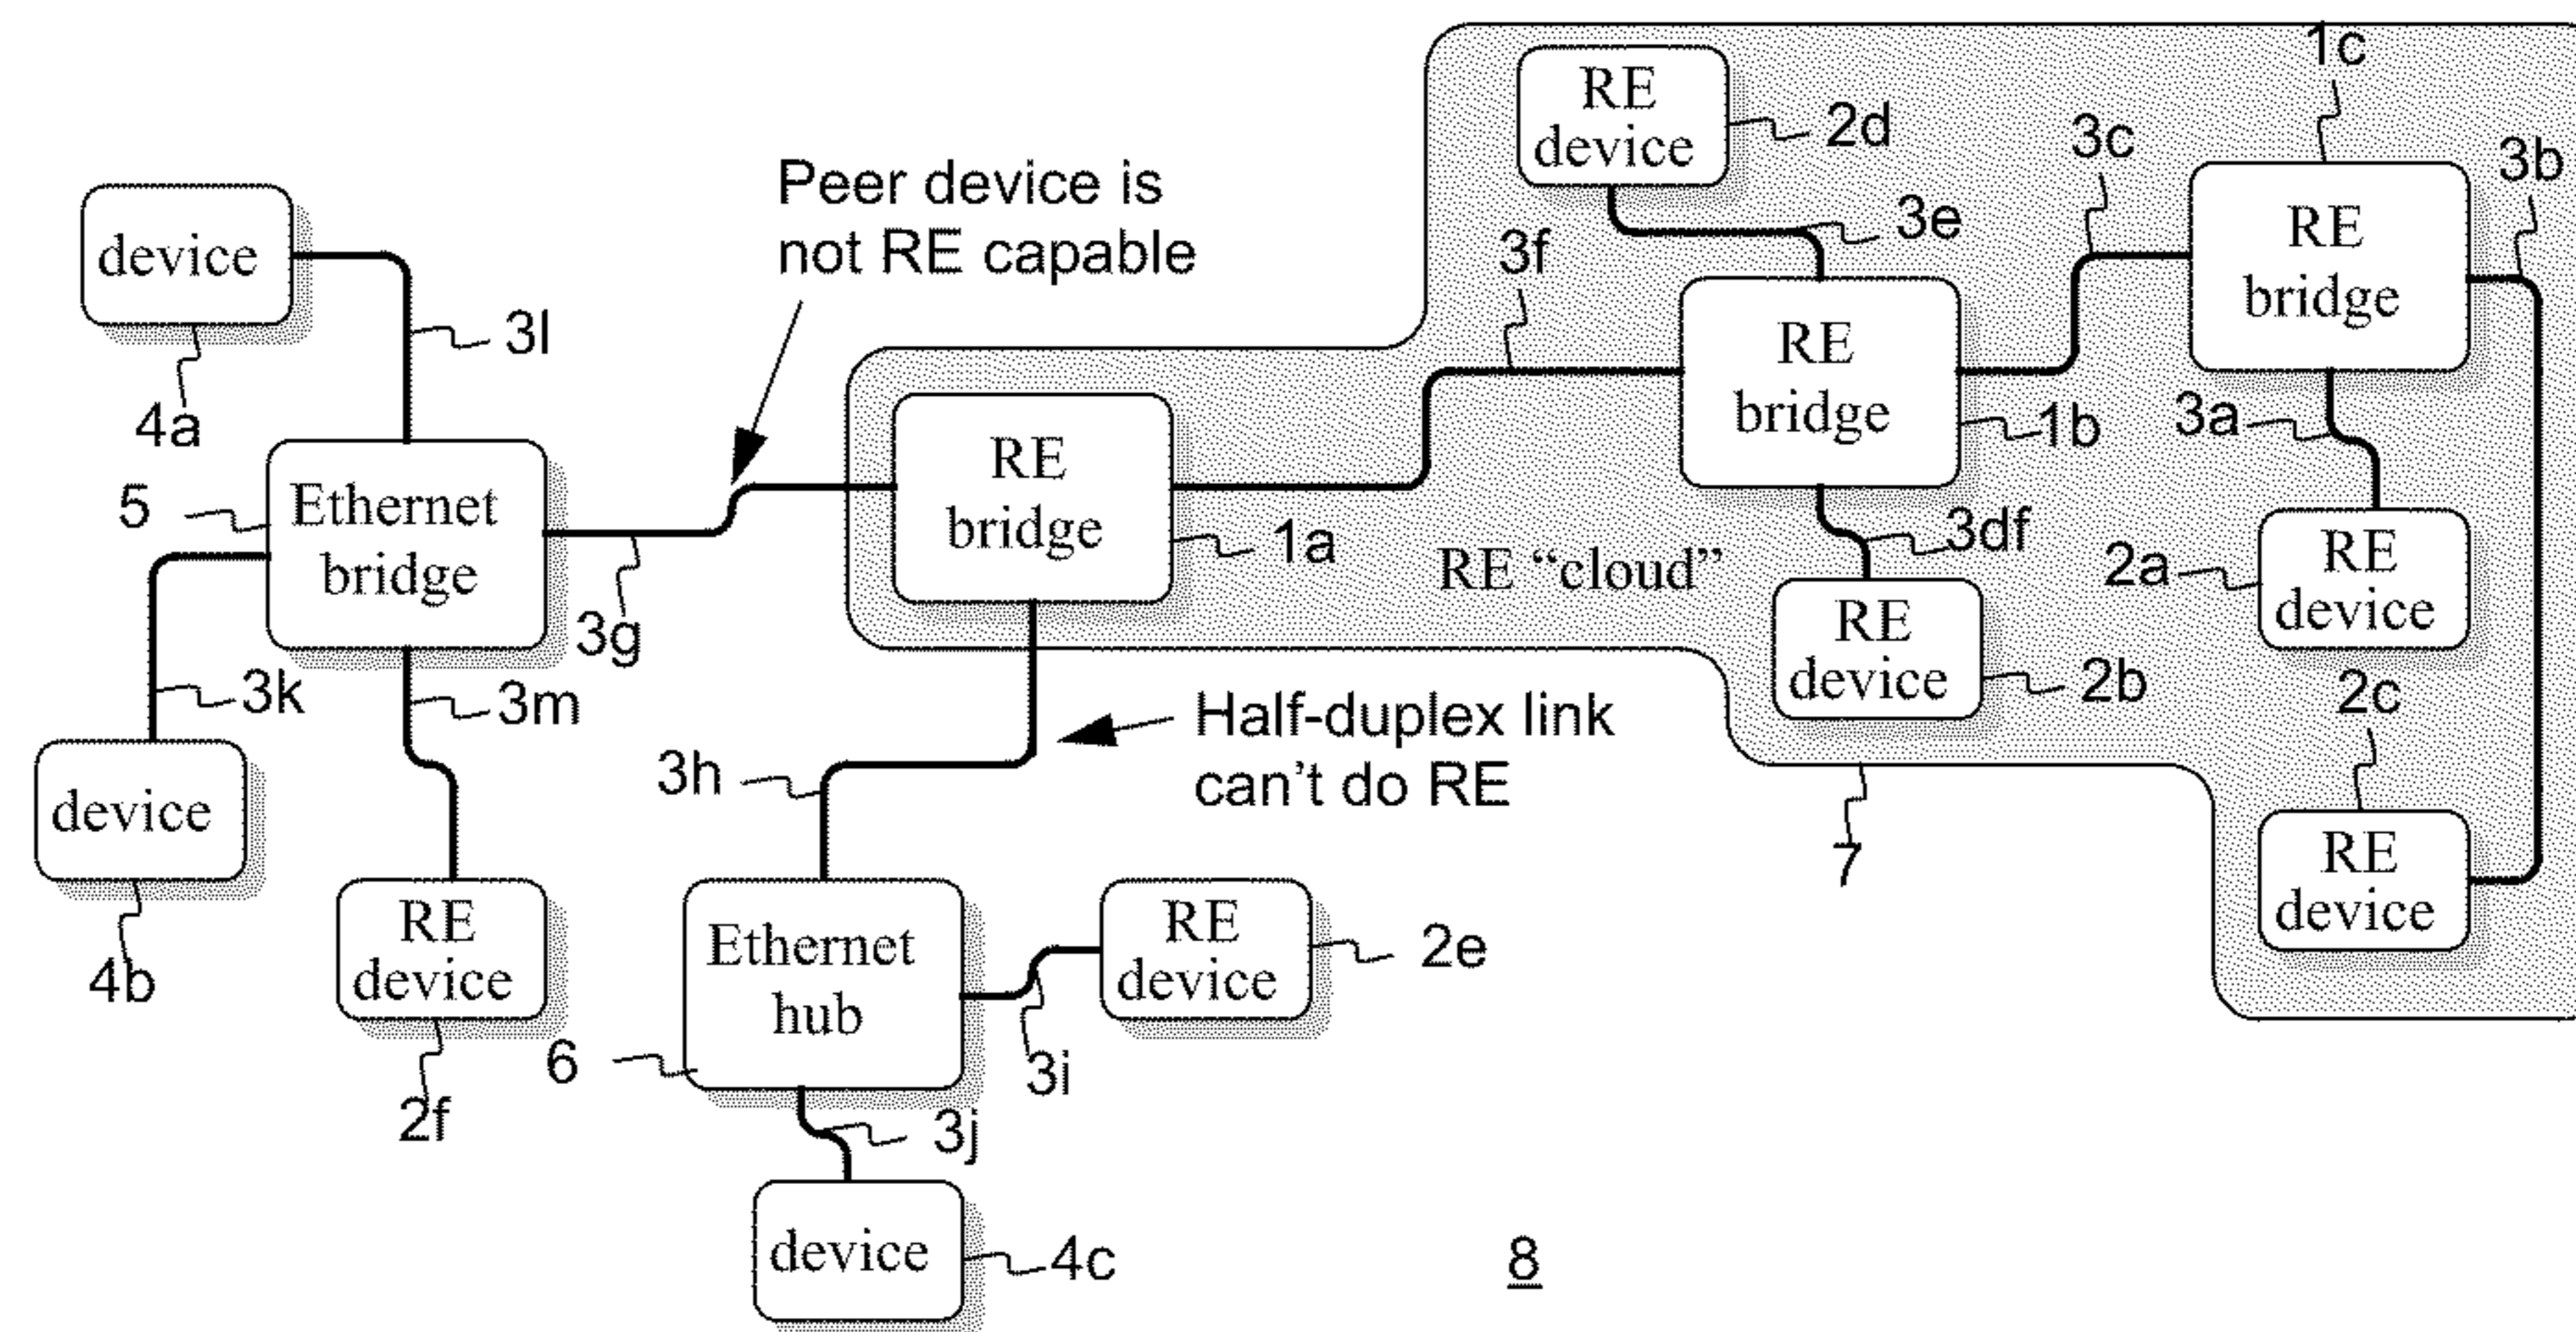 1c
RE
device
2d
3c
3b
Peer device is
not RE capable
3e
3f
RE
bridge
device
3l
RE
bridge
4a
RE
bridge
1b
3a
5
Ethernet
bridge
1a
3df
RE “cloud”
2a
RE
device
3g
RE
device
2b
3k
3m
Half-duplex link
can’t do RE
2c
3h
device
7
RE
device
4b
RE
device
Ethernet
hub
RE
device
2e
6
3i
2f
3j
device
4c
8